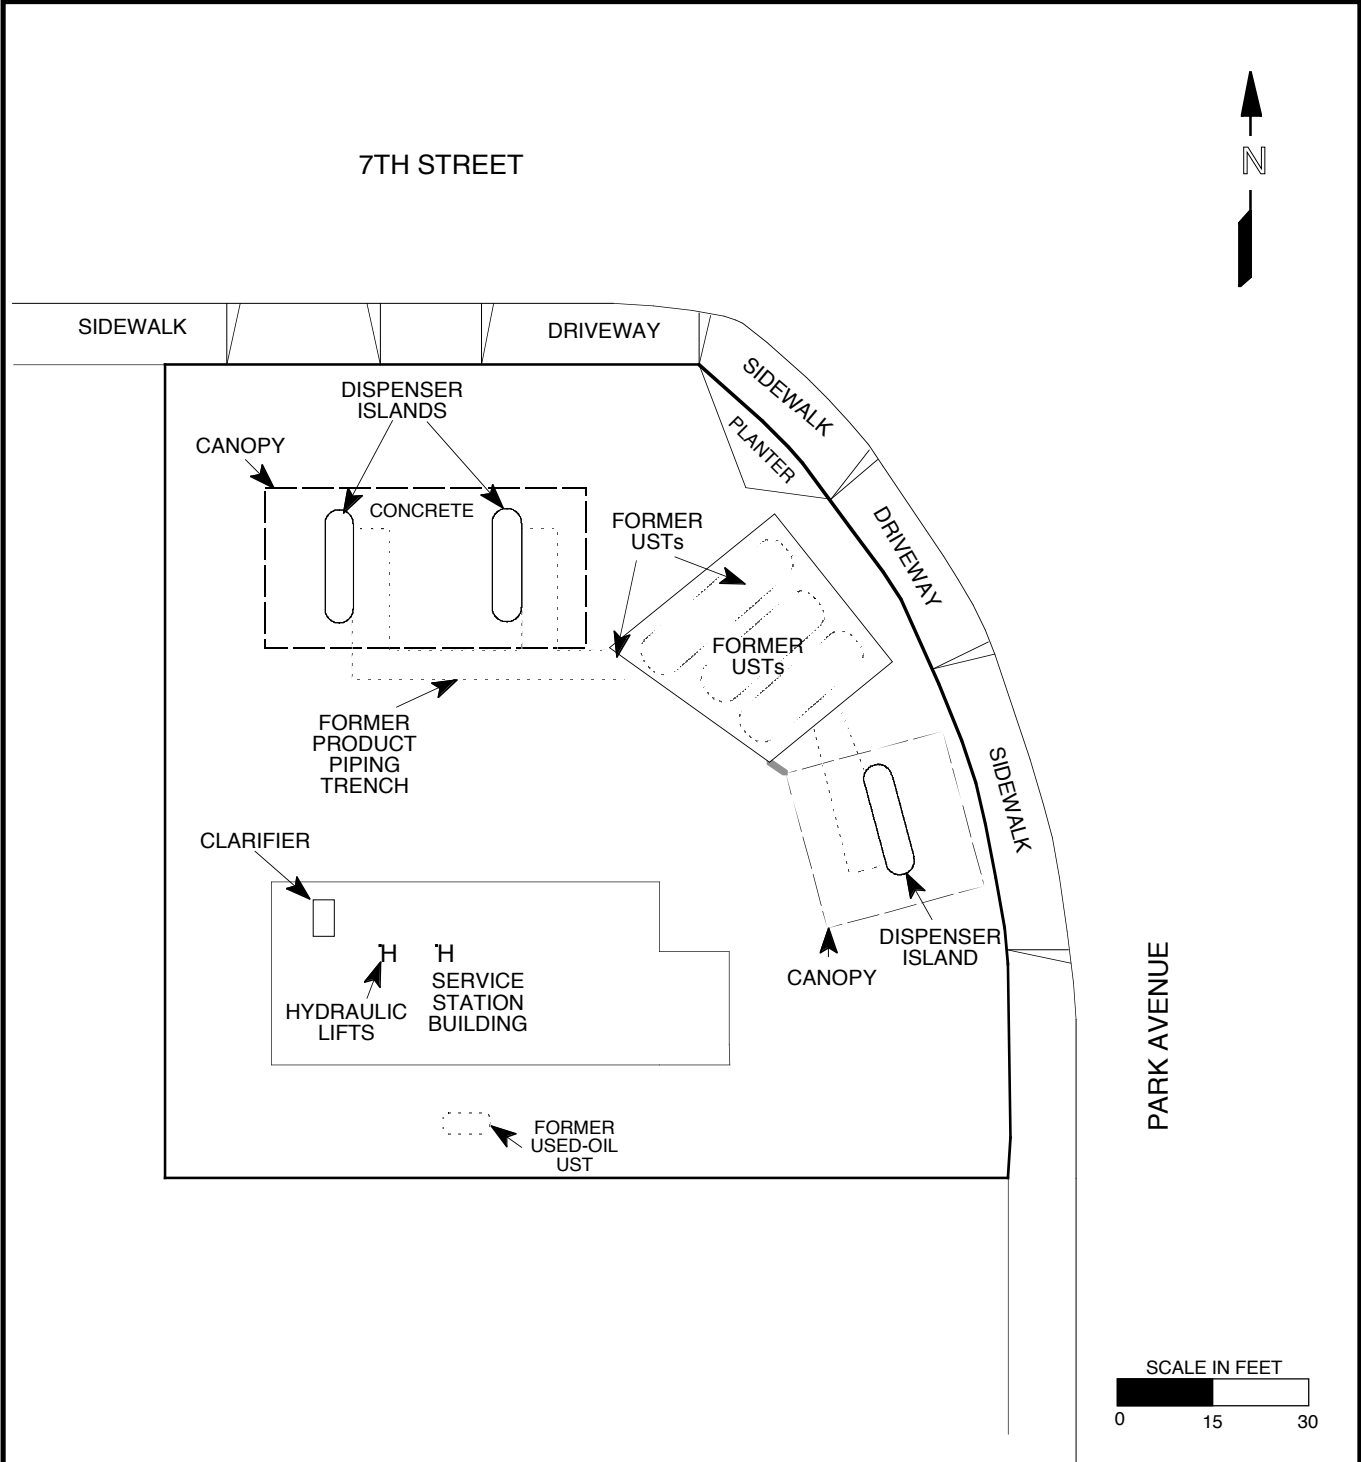 N
7TH STREET
SIDEWALK
DRIVEWAY
SIDEWALK
PLANTER
DRIVEWAY
SIDEWALK
DISPENSER
ISLANDS
CANOPY
CONCRETE
FORMER
USTs
FORMER
USTs
FORMER
PRODUCT
PIPING
TRENCH
CLARIFIER
H
H
HYDRAULIC
LIFTS
SERVICE
STATION
BUILDING
DISPENSER
ISLAND
CANOPY
PARK AVENUE
FORMER
USED-OIL
UST
SCALE IN FEET
0 15 30